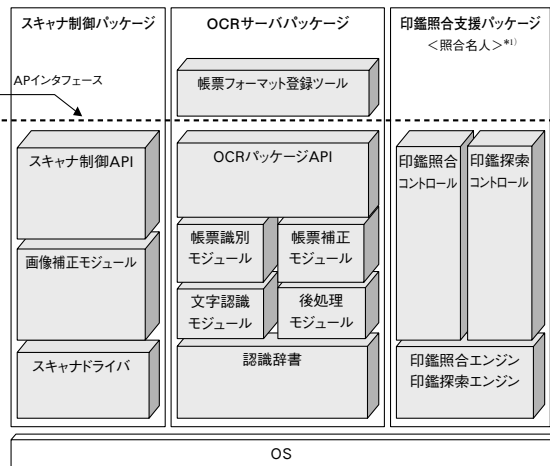 スキャナ制御パッケージ
OCRサーバパッケージ
印鑑照合支援パッケージ
＜照合名人＞*1)
APインタフェース
帳票フォーマット登録ツール
スキャナ制御API
OCRパッケージAPI
印鑑照合
コントロール
印鑑探索
コントロール
画像補正モジュール
帳票識別
モジュール
帳票補正
モジュール
文字認識
モジュール
後処理
モジュール
スキャナドライバ
認識辞書
印鑑照合エンジン
印鑑探索エンジン
OS